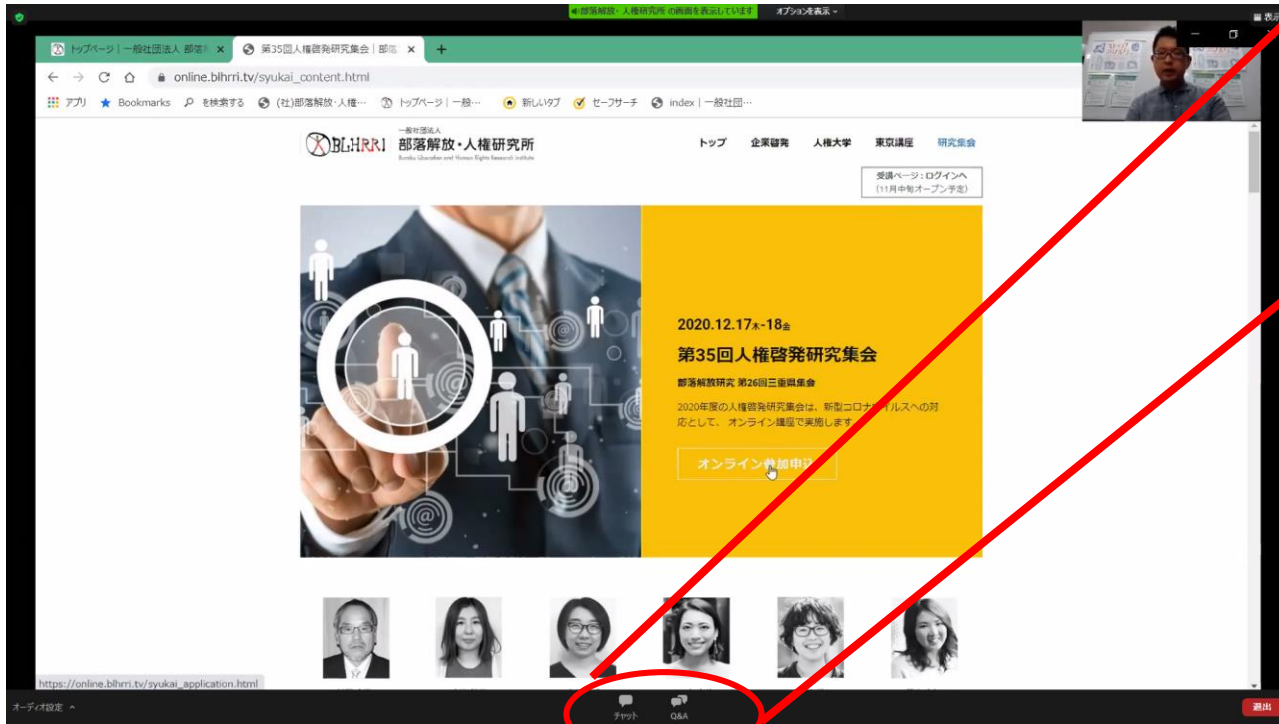 部落解放・人権研究所 の画面を表示しています オプションを表示
表示
トップページ｜一般社団法人 部落
第35回人権啓発研究集会｜部落
online.blhrri.tv/syukai_content.html
アプリ
Bookmarks
を検索する
(社)部落解放・人権…
トップページ｜一般…
新しいタブ
セーフサーチ
index｜一般社団…
BLHRRI
一般社団法人
部落解放・人権研究所
Buraku Liberation and Human Rights Research Institute
トップ 企業啓発 人権大学 東京講座 研究集会
受講ページ：ログインへ
(11月中旬オープン予定)
2020.12.17木-18金
第35回人権啓発研究集会
部落解放研究 第26回三重県集会
2020年度の人権啓発研究集会は、新型コロナウイルスへの対
応として、 オンライン講座で実施します
オンライン参加申込
https://online.blhrri.tv/syukai_application.html
オーディオ設定
チャット
Q&A
退出